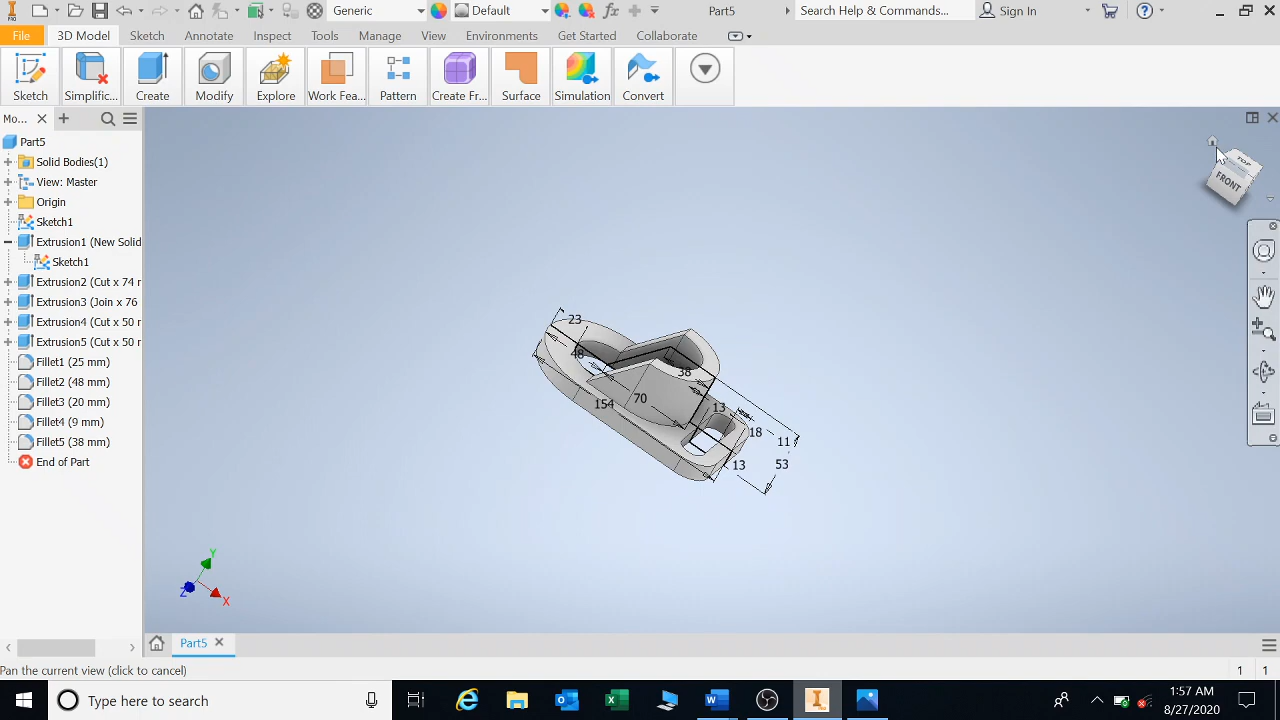 PRO
Generic
Default
fx
Part5
Search Help & Commands...
Sign In
File
3D Model
Sketch
Annotate
Inspect
Tools
Manage
View
Environments
Get Started
Collaborate
Sketch
Simplific...
Create
Modify
Explore
Work Fea...
Pattern
Create Fr...
Surface
Simulation
Convert
Mo...
Part5
Solid Bodies(1)
View: Master
Origin
Sketch1
Extrusion1 (New Solid
Sketch1
Extrusion2 (Cut x 74 r
Extrusion3 (Join x 76
Extrusion4 (Cut x 50 r
Extrusion5 (Cut x 50 r
Fillet1 (25 mm)
Fillet2 (48 mm)
Fillet3 (20 mm)
Fillet4 (9 mm)
Fillet5 (38 mm)
End of Part
TOP
FRONT
23
48
38
70
154
13
18
11
13
53
Y
Z
X
Part5
Pan the current view (click to cancel)
1
1
Type here to search
1:57 AM
8/27/2020